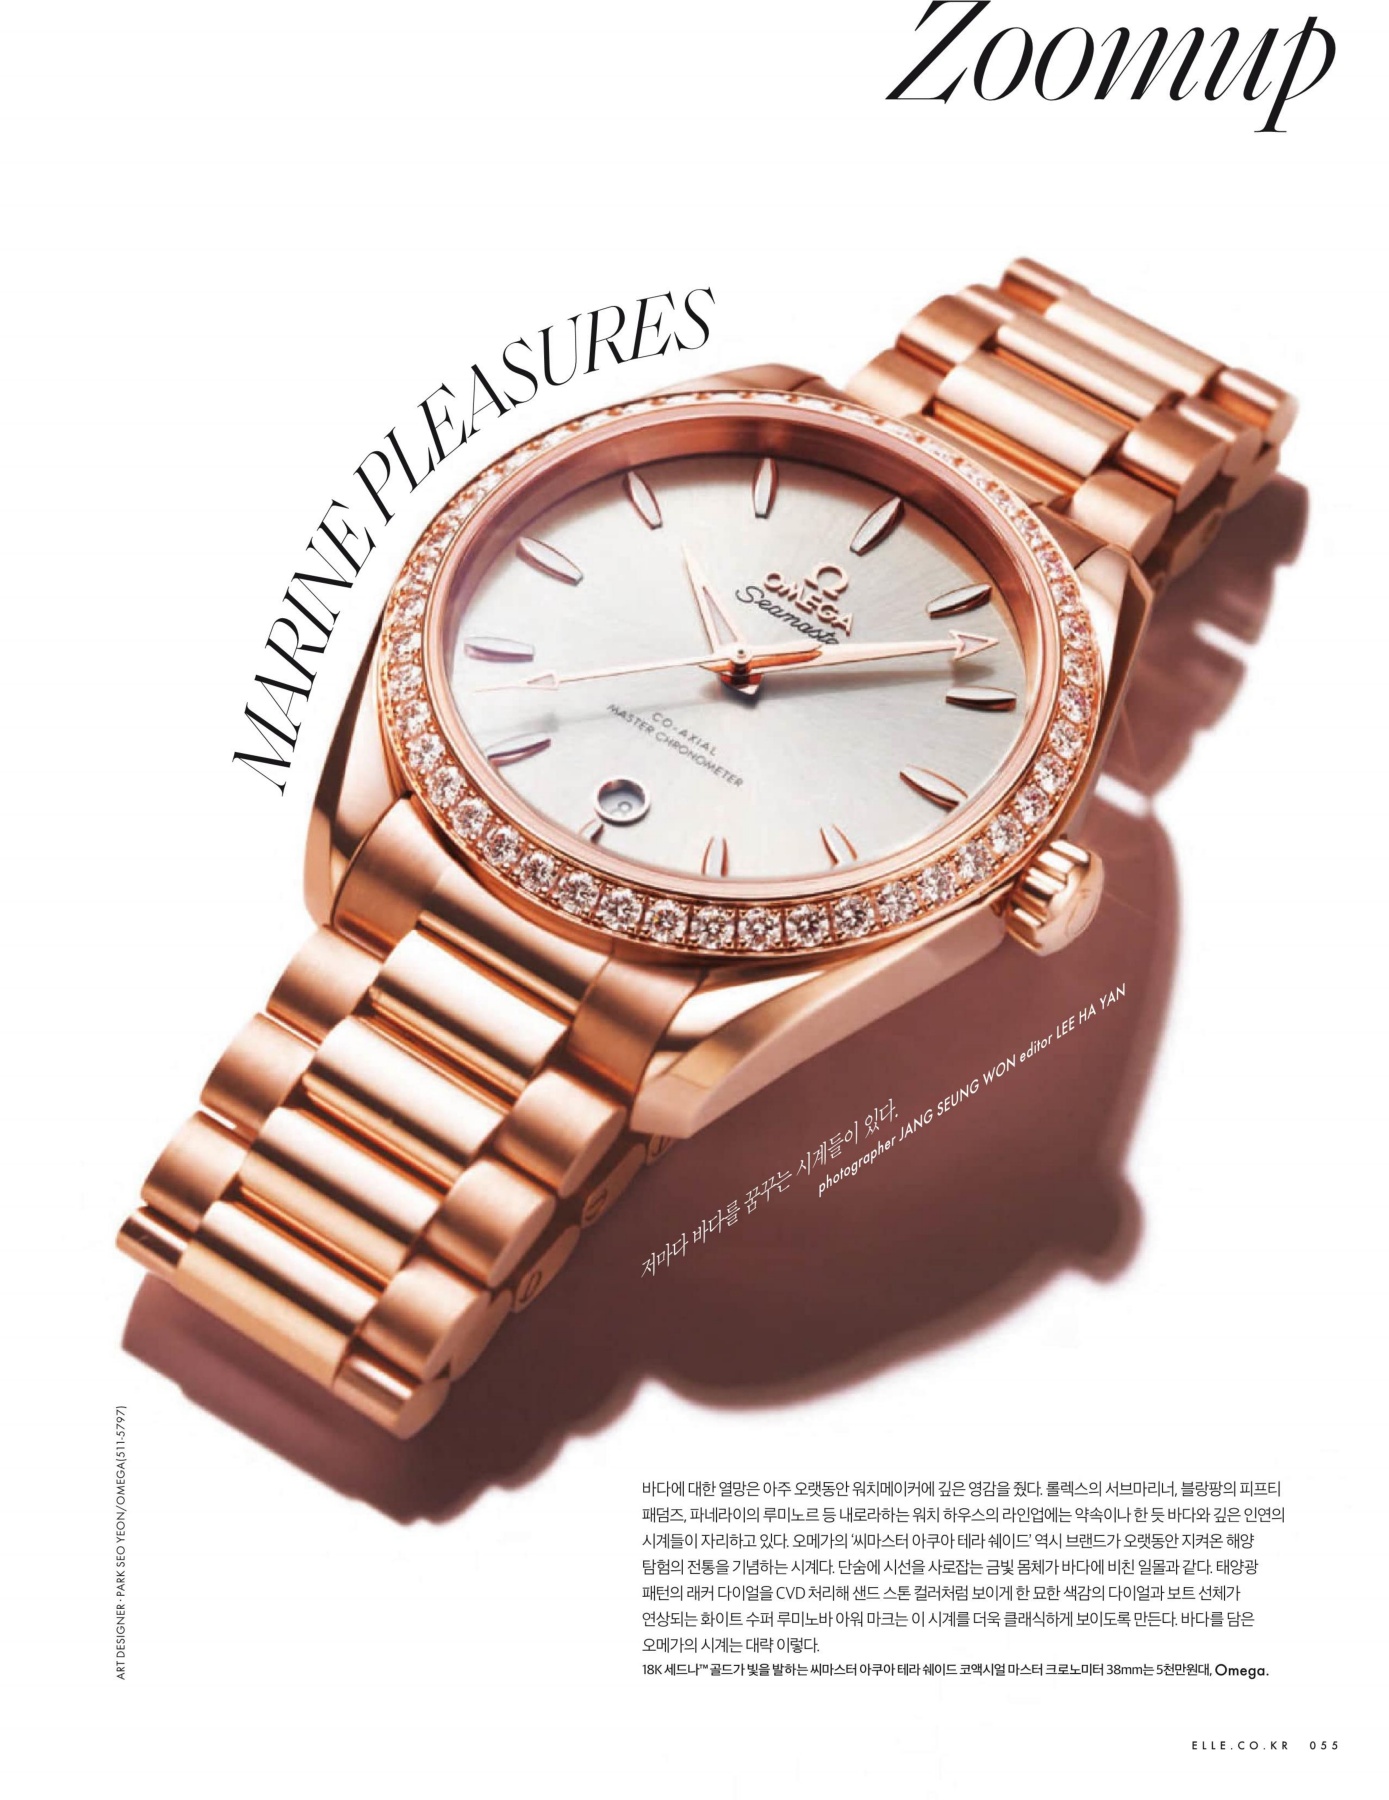 Zoomup
MARINE PLEASURES
OMEGA
Seamaster
CO-AXIAL
MASTER CHRONOMETER
8
저마다 바다를 꿈꾸는 시계들이 있다.
photographer JANG SEUNG WON editor LEE HA YAN
ART DESIGNER · PARK SEO YEON/OMEGA(511-5797)
바다에 대한 열망은 아주 오랫동안 워치메이커에 깊은 영감을 줬다. 롤렉스의 서브마리너, 블랑팡의 피프티
패덤즈, 파네라이의 루미노르 등 내로라하는 워치 하우스의 라인업에는 약속이나 한 듯 바다와 깊은 인연의
시계들이 자리하고 있다. 오메가의 ‘씨마스터 아쿠아 테라 쉐이드’ 역시 브랜드가 오랫동안 지켜온 해양
탐험의 전통을 기념하는 시계다. 단숨에 시선을 사로잡는 금빛 몸체가 바다에 비친 일몰과 같다. 태양광
패턴의 래커 다이얼을 CVD 처리해 샌드 스톤 컬러처럼 보이게 한 묘한 색감의 다이얼과 보트 선체가
연상되는 화이트 수퍼 루미노바 아워 마크는 이 시계를 더욱 클래식하게 보이도록 만든다. 바다를 담은
오메가의 시계는 대략 이렇다.
18K 세드나™ 골드가 빛을 발하는 씨마스터 아쿠아 테라 쉐이드 코액시얼 마스터 크로노미터 38mm는 5천만원대, Omega.
ELLE.CO.KR 055